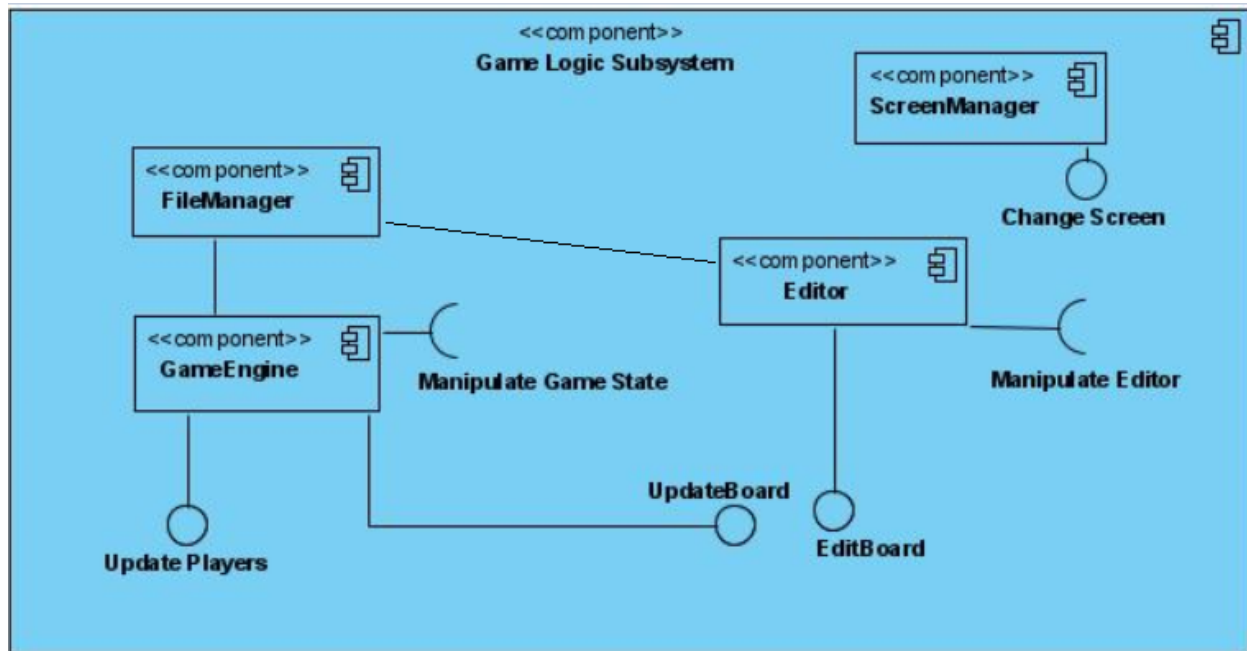 <<component>>
Game Logic Subsystem
<<component>>
ScreenManager
Change Screen
<<component>>
FileManager
<<component>>
Editor
<<component>>
GameEngine
Manipulate Game State
Manipulate Editor
UpdateBoard
EditBoard
Update Players